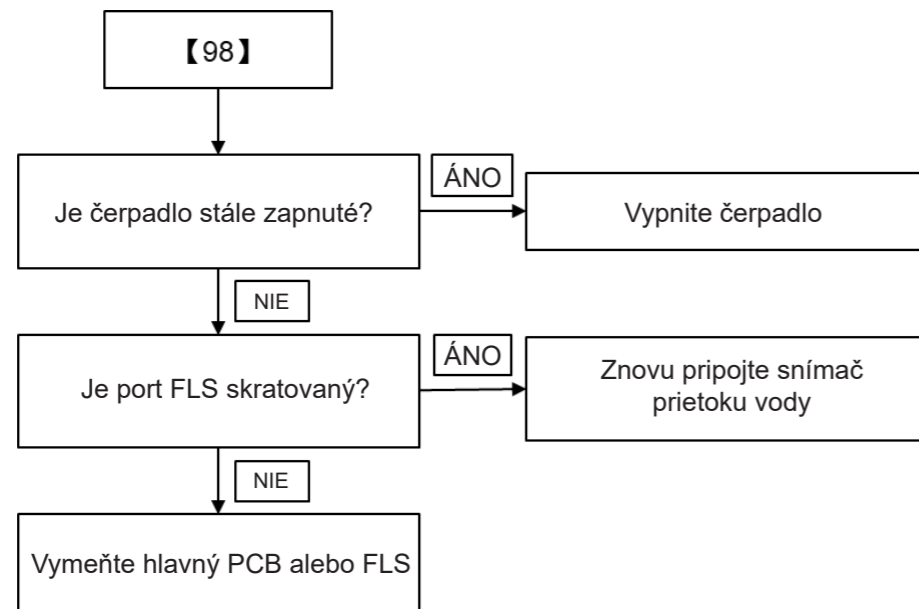 【98】
Je čerpadlo stále zapnuté?
ÁNO
Vypnite čerpadlo
NIE
Je port FLS skratovaný?
ÁNO
Znovu pripojte snímač
prietoku vody
NIE
Vymeňte hlavný PCB alebo FLS